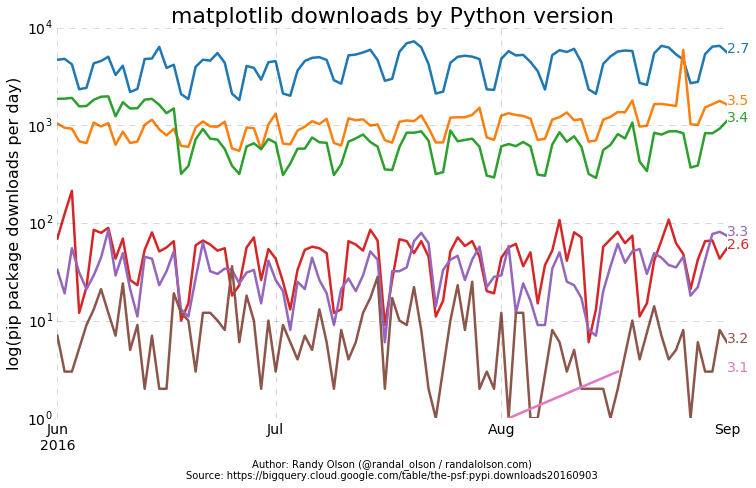 matplotlib downloads by Python version
log(pip package downloads per day)
10^4
10^3
10^2
10^1
10^0
2.7
3.5
3.4
3.3
2.6
3.2
3.1
Jun
2016
Jul
Aug
Sep
Author: Randy Olson (@randal_olson / randalolson.com)
Source: https://bigquery.cloud.google.com/table/the-psf:pypi.downloads20160903